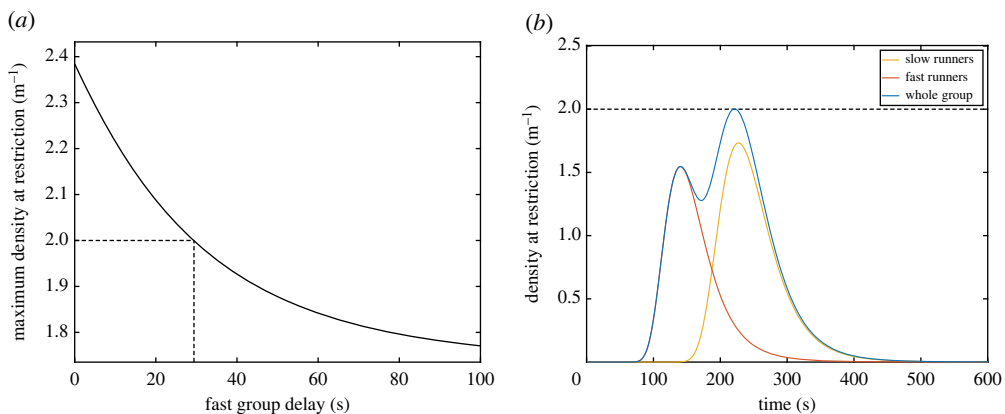 (a)
maximum density at restriction (m⁻¹)
2.4
2.3
2.2
2.1
2.0
1.9
1.8
0 20 40 60 80 100
fast group delay (s)
(b)
density at restriction (m⁻¹)
2.5
2.0
1.5
1.0
0.5
0 100 200 300 400 500 600
time (s)
slow runners
fast runners
whole group